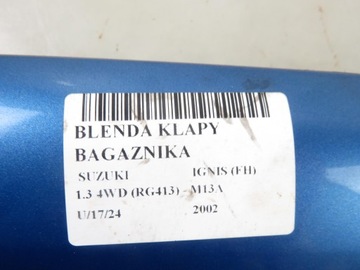 BLENDA KLAPY
BAGAZNIKA
SUZUKI IGNIS (FH)
1.3 4WD (RG413) - M13A
U/17/24 2002